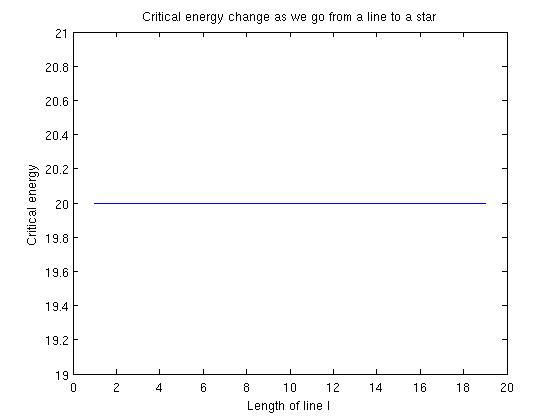 Critical energy change as we go from a line to a star
21
20.8
20.6
20.4
20.2
20
19.8
19.6
19.4
19.2
19
Critical energy
0 2 4 6 8 10 12 14 16 18 20
Length of line l